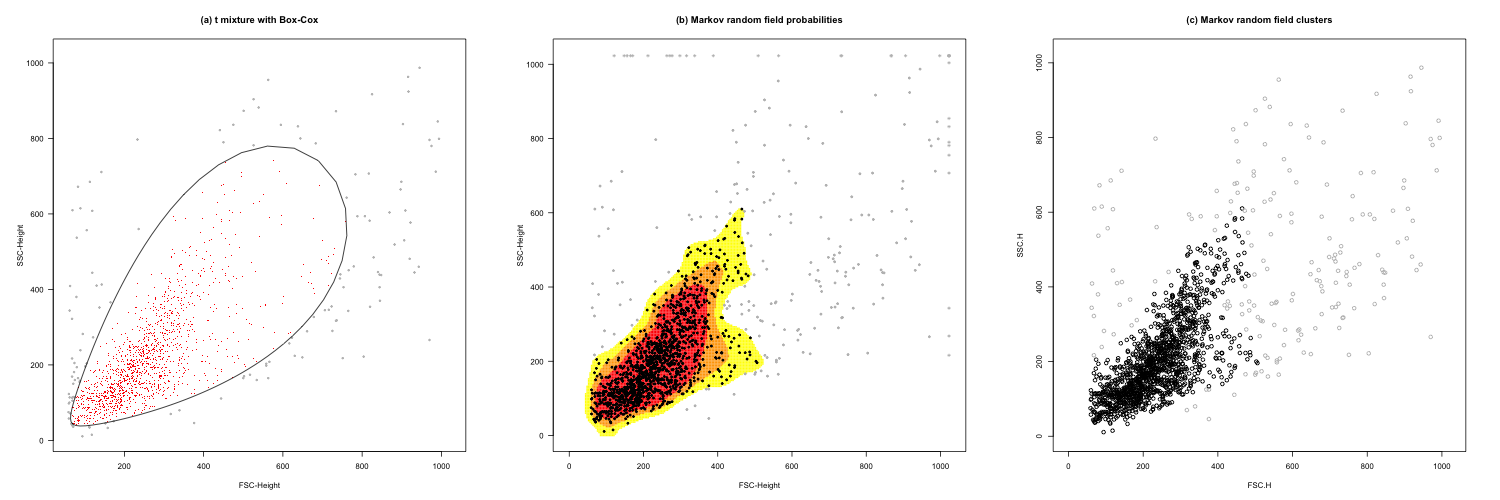 (a) t mixture with Box-Cox
1000
800
600
400
200
0
SSC-Height
200 400 600 800 1000
FSC-Height
(b) Markov random field probabilities
1000
800
600
400
200
0
SSC-Height
0 200 400 600 800 1000
FSC-Height
(c) Markov random field clusters
1000
800
600
400
200
0
SSC.H
0 200 400 600 800 1000
FSC.H